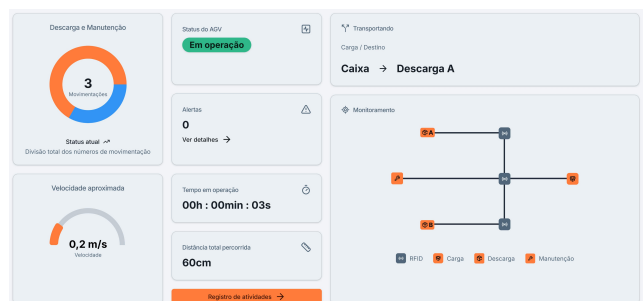 Descarga e Manutenção
3
Movimentações
Status atual
Divisão total dos números de movimentação
Velocidade aproximada
0,2 m/s
Velocidade
Status do AGV
Em operação
Alertas
0
Ver detalhes →
Tempo em operação
00h : 00min : 03s
Distância total percorrida
60cm
Registro de atividades →
Transportando
Carga / Destino
Caixa → Descarga A
Monitoramento
A
B
RFID Carga Descarga Manutenção